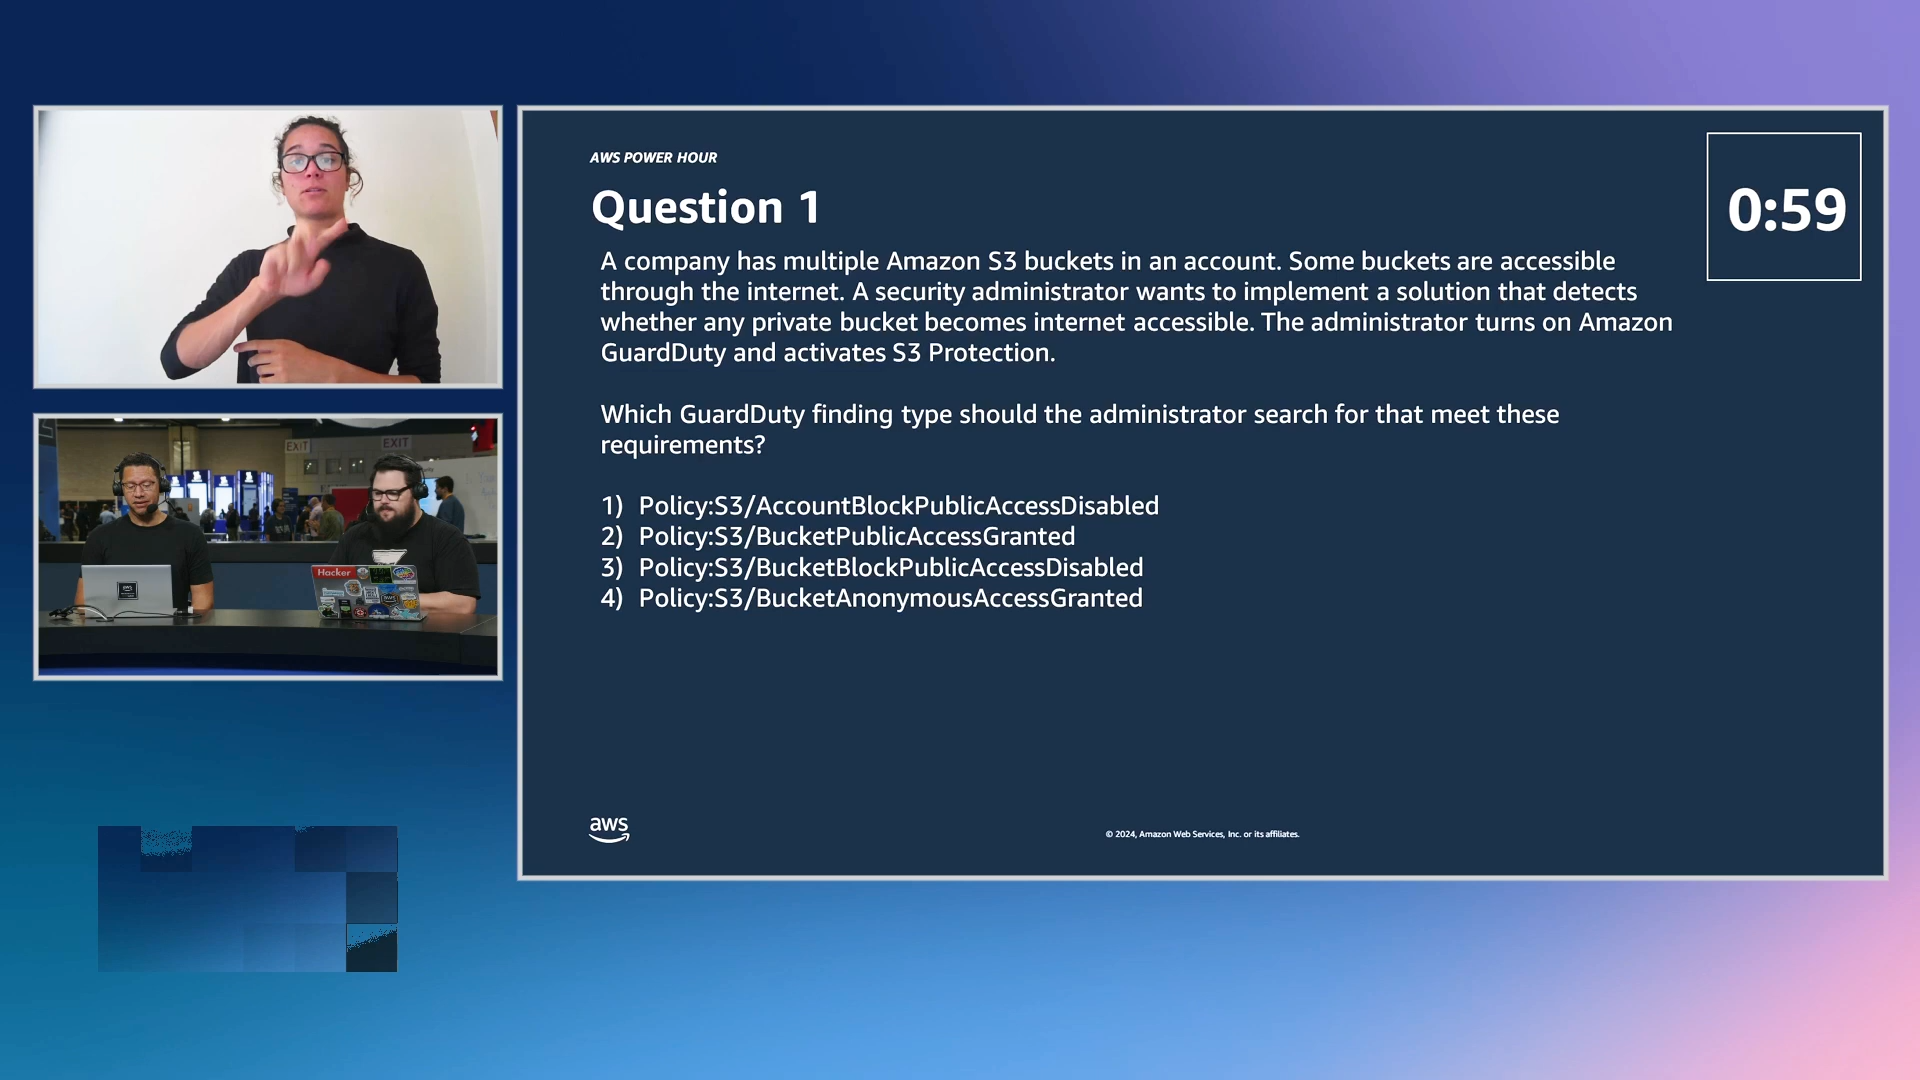 AWS POWER HOUR
Question 1
0:59
A company has multiple Amazon S3 buckets in an account. Some buckets are accessible
through the internet. A security administrator wants to implement a solution that detects
whether any private bucket becomes internet accessible. The administrator turns on Amazon
GuardDuty and activates S3 Protection.
Which GuardDuty finding type should the administrator search for that meet these
requirements?
1) Policy:S3/AccountBlockPublicAccessDisabled
2) Policy:S3/BucketPublicAccessGranted
3) Policy:S3/BucketBlockPublicAccessDisabled
4) Policy:S3/BucketAnonymousAccessGranted
EXIT
EXIT
Hacker
aws
aws
© 2024, Amazon Web Services, Inc. or its affiliates.